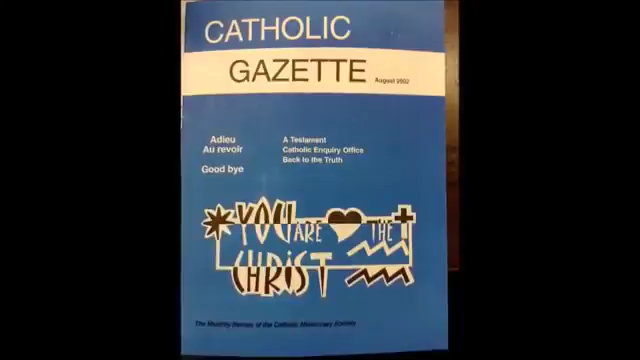 CATHOLIC
GAZETTE August 2002
Adieu
Au revoir
Good bye
A Testament
Catholic Enquiry Office
Back to the Truth
YOU ARE THE
CHRIST
The Monthly Review of the Catholic Missionary Society